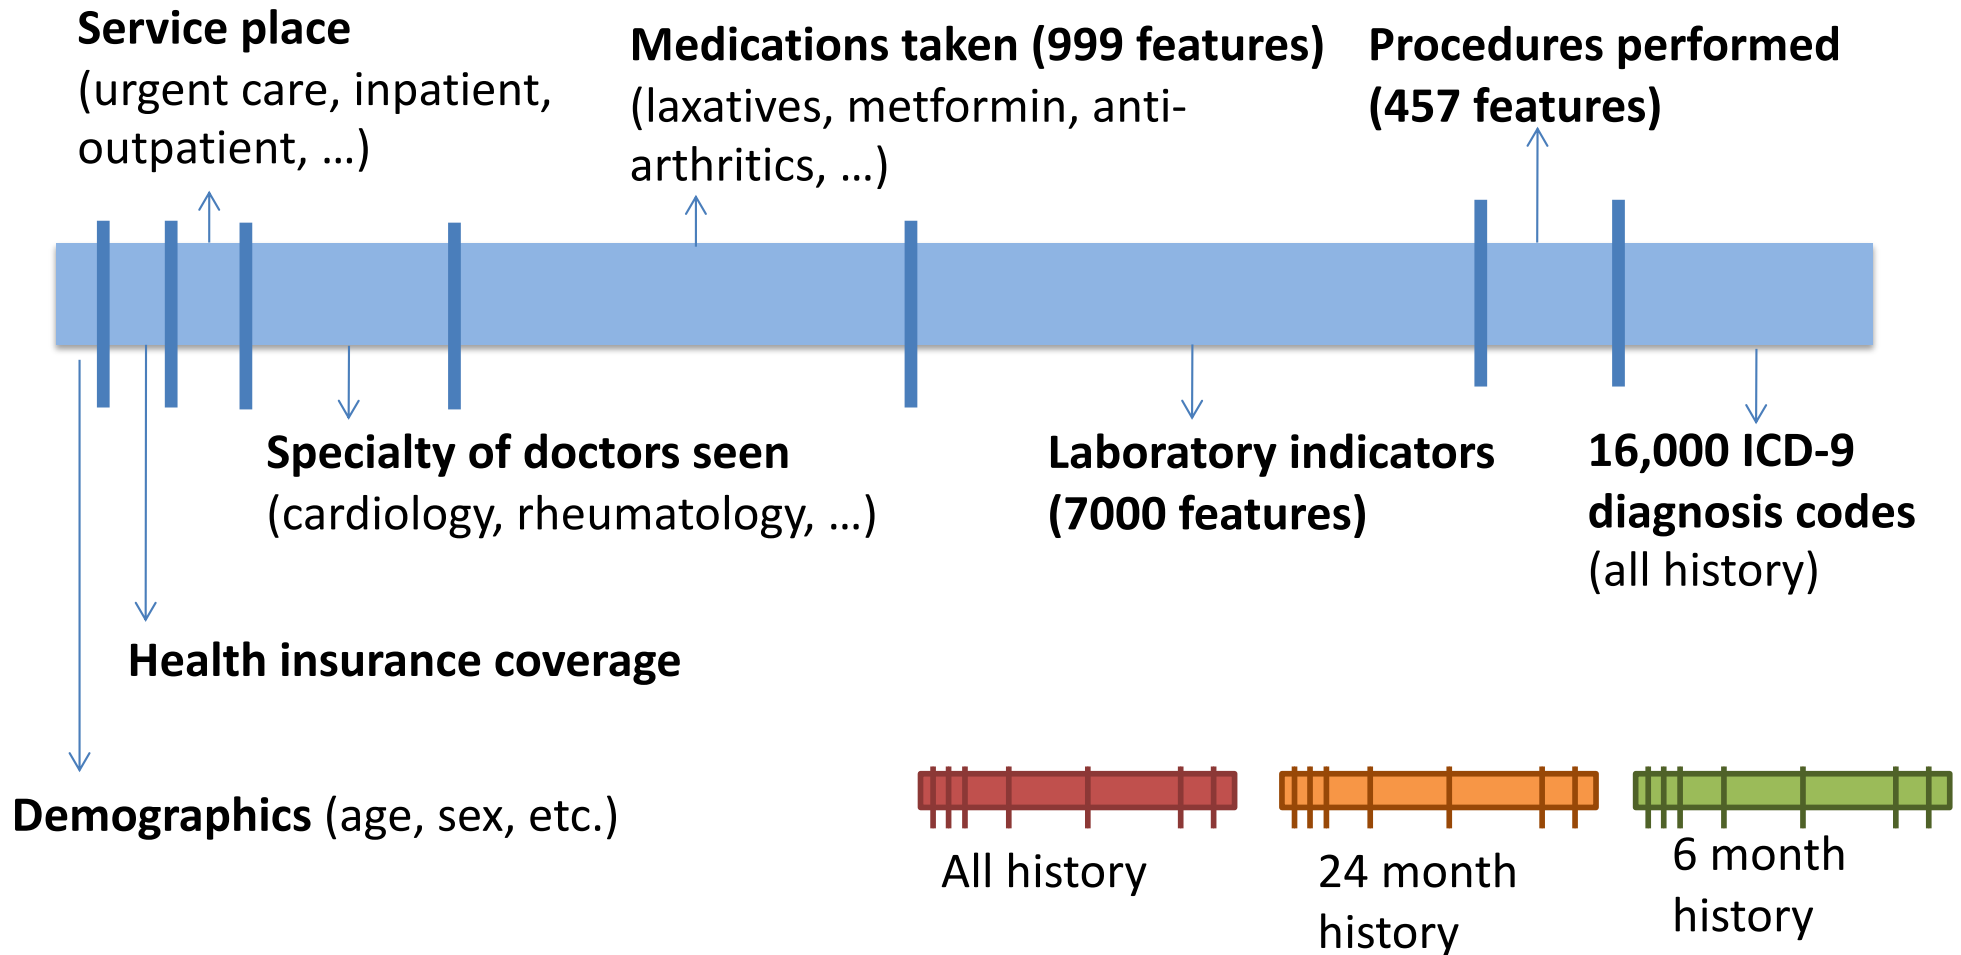 Service place
(urgent care, inpatient,
outpatient, ...)
Medications taken (999 features)
(laxatives, metformin, anti-
arthritics, ...)
Procedures performed
(457 features)
Specialty of doctors seen
(cardiology, rheumatology, ...)
Laboratory indicators
(7000 features)
16,000 ICD-9
diagnosis codes
(all history)
Health insurance coverage
Demographics (age, sex, etc.)
All history
24 month
history
6 month
history